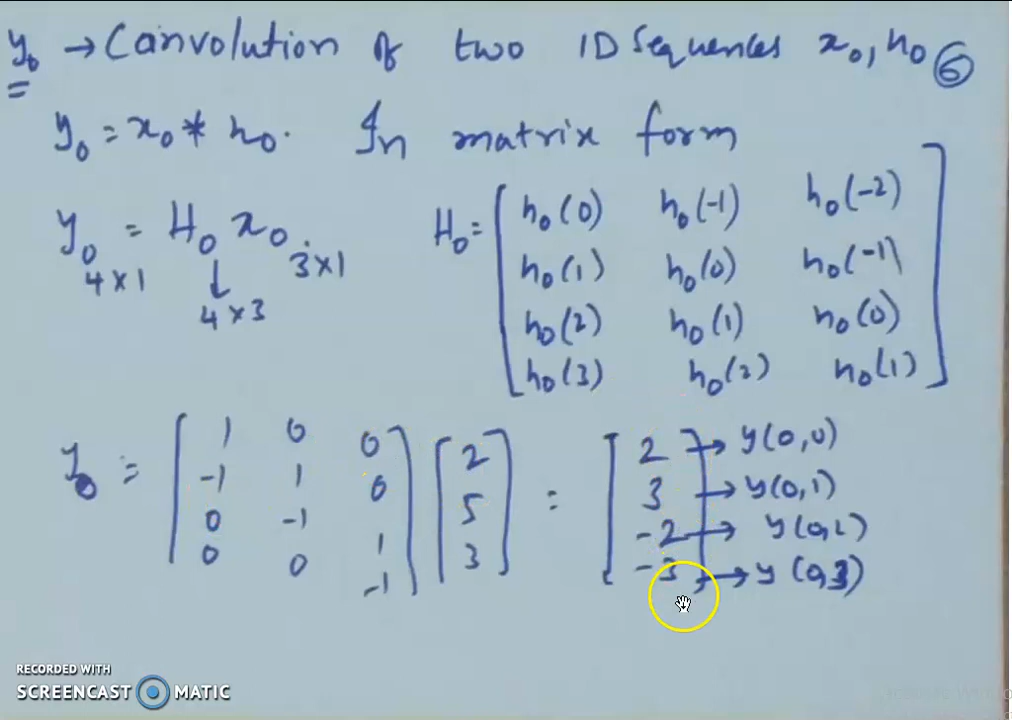 y₀ → Convolution of two 1D Sequences x₀, h₀ ⑥
y₀ = x₀ * h₀. In matrix form
y₀ = H₀ x₀.
4×1 4×3 3×1
H₀ = [ h₀(0) h₀(-1) h₀(-2)
h₀(1) h₀(0) h₀(-1)
h₀(2) h₀(1) h₀(0)
h₀(3) h₀(2) h₀(1) ]
y₀ = [ 1 0 0 ] [ 2 ] = [ 2 ] → y(0,0)
-1 1 0 5 3 → y(0,1)
0 -1 1 3 -2 → y(0,2)
0 0 -1 -3 → y(0,3)
RECORDED WITH
SCREENCAST MATIC